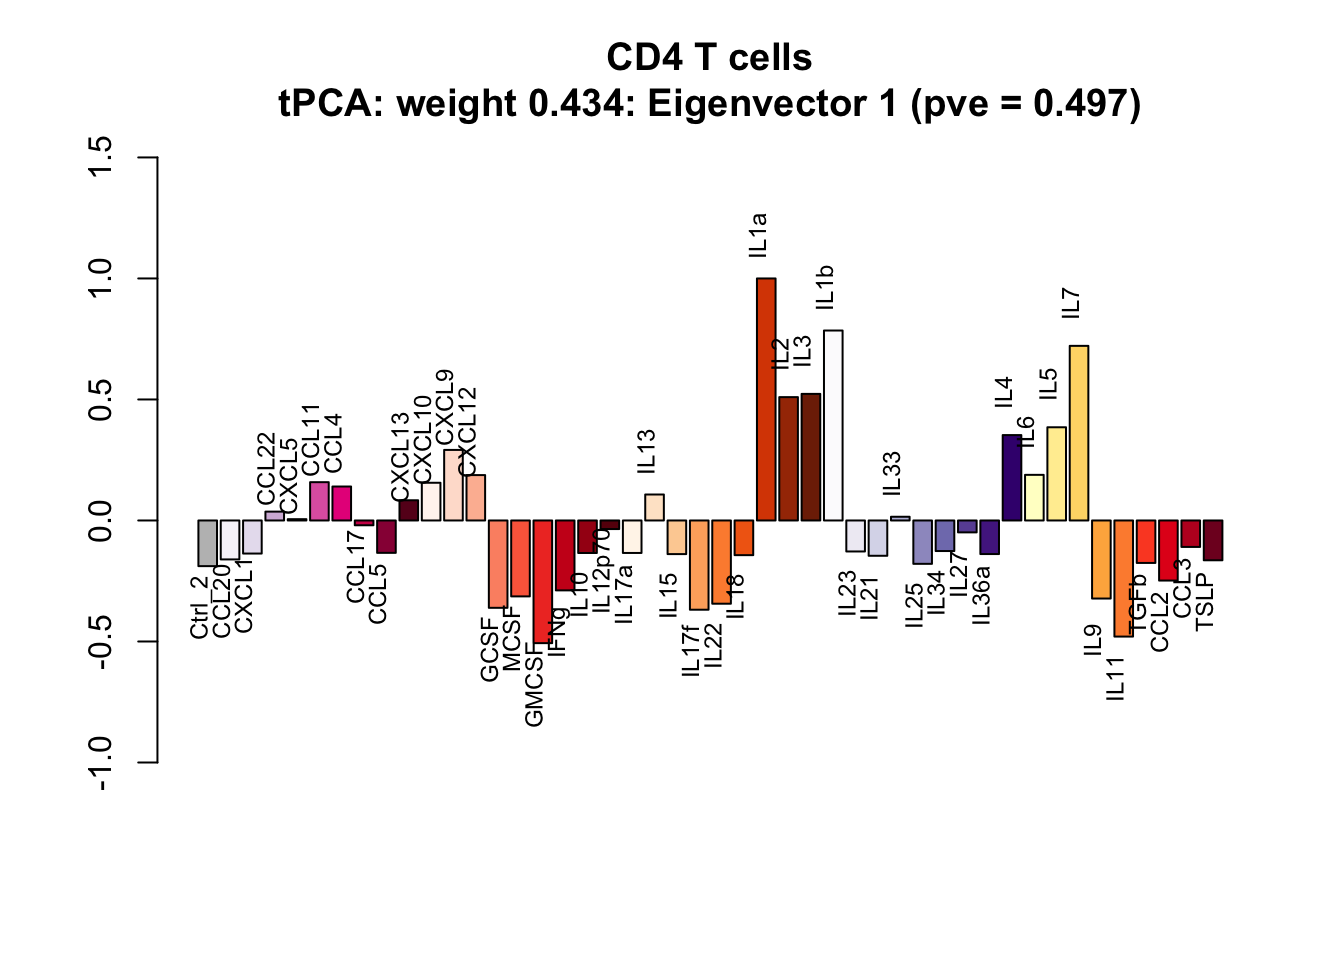 CD4 T cells
tPCA: weight 0.434: Eigenvector 1 (pve = 0.497)
1.5
1.0
0.5
0.0
-0.5
-1.0
Ctrl_2
CCL20
CXCL1
CCL22
CXCL5
CCL11
CCL4
CCL17
CCL5
CXCL13
CXCL10
CXCL9
CXCL12
GCSF
MCSF
GMCSF
IFNg
IL10
IL12p70
IL17a
IL13
IL15
IL17f
IL22
IL18
IL1a
IL2
IL3
IL1b
IL23
IL21
IL33
IL25
IL34
IL27
IL36a
IL4
IL6
IL5
IL7
IL9
IL11
TGFb
CCL2
CCL3
TSLP